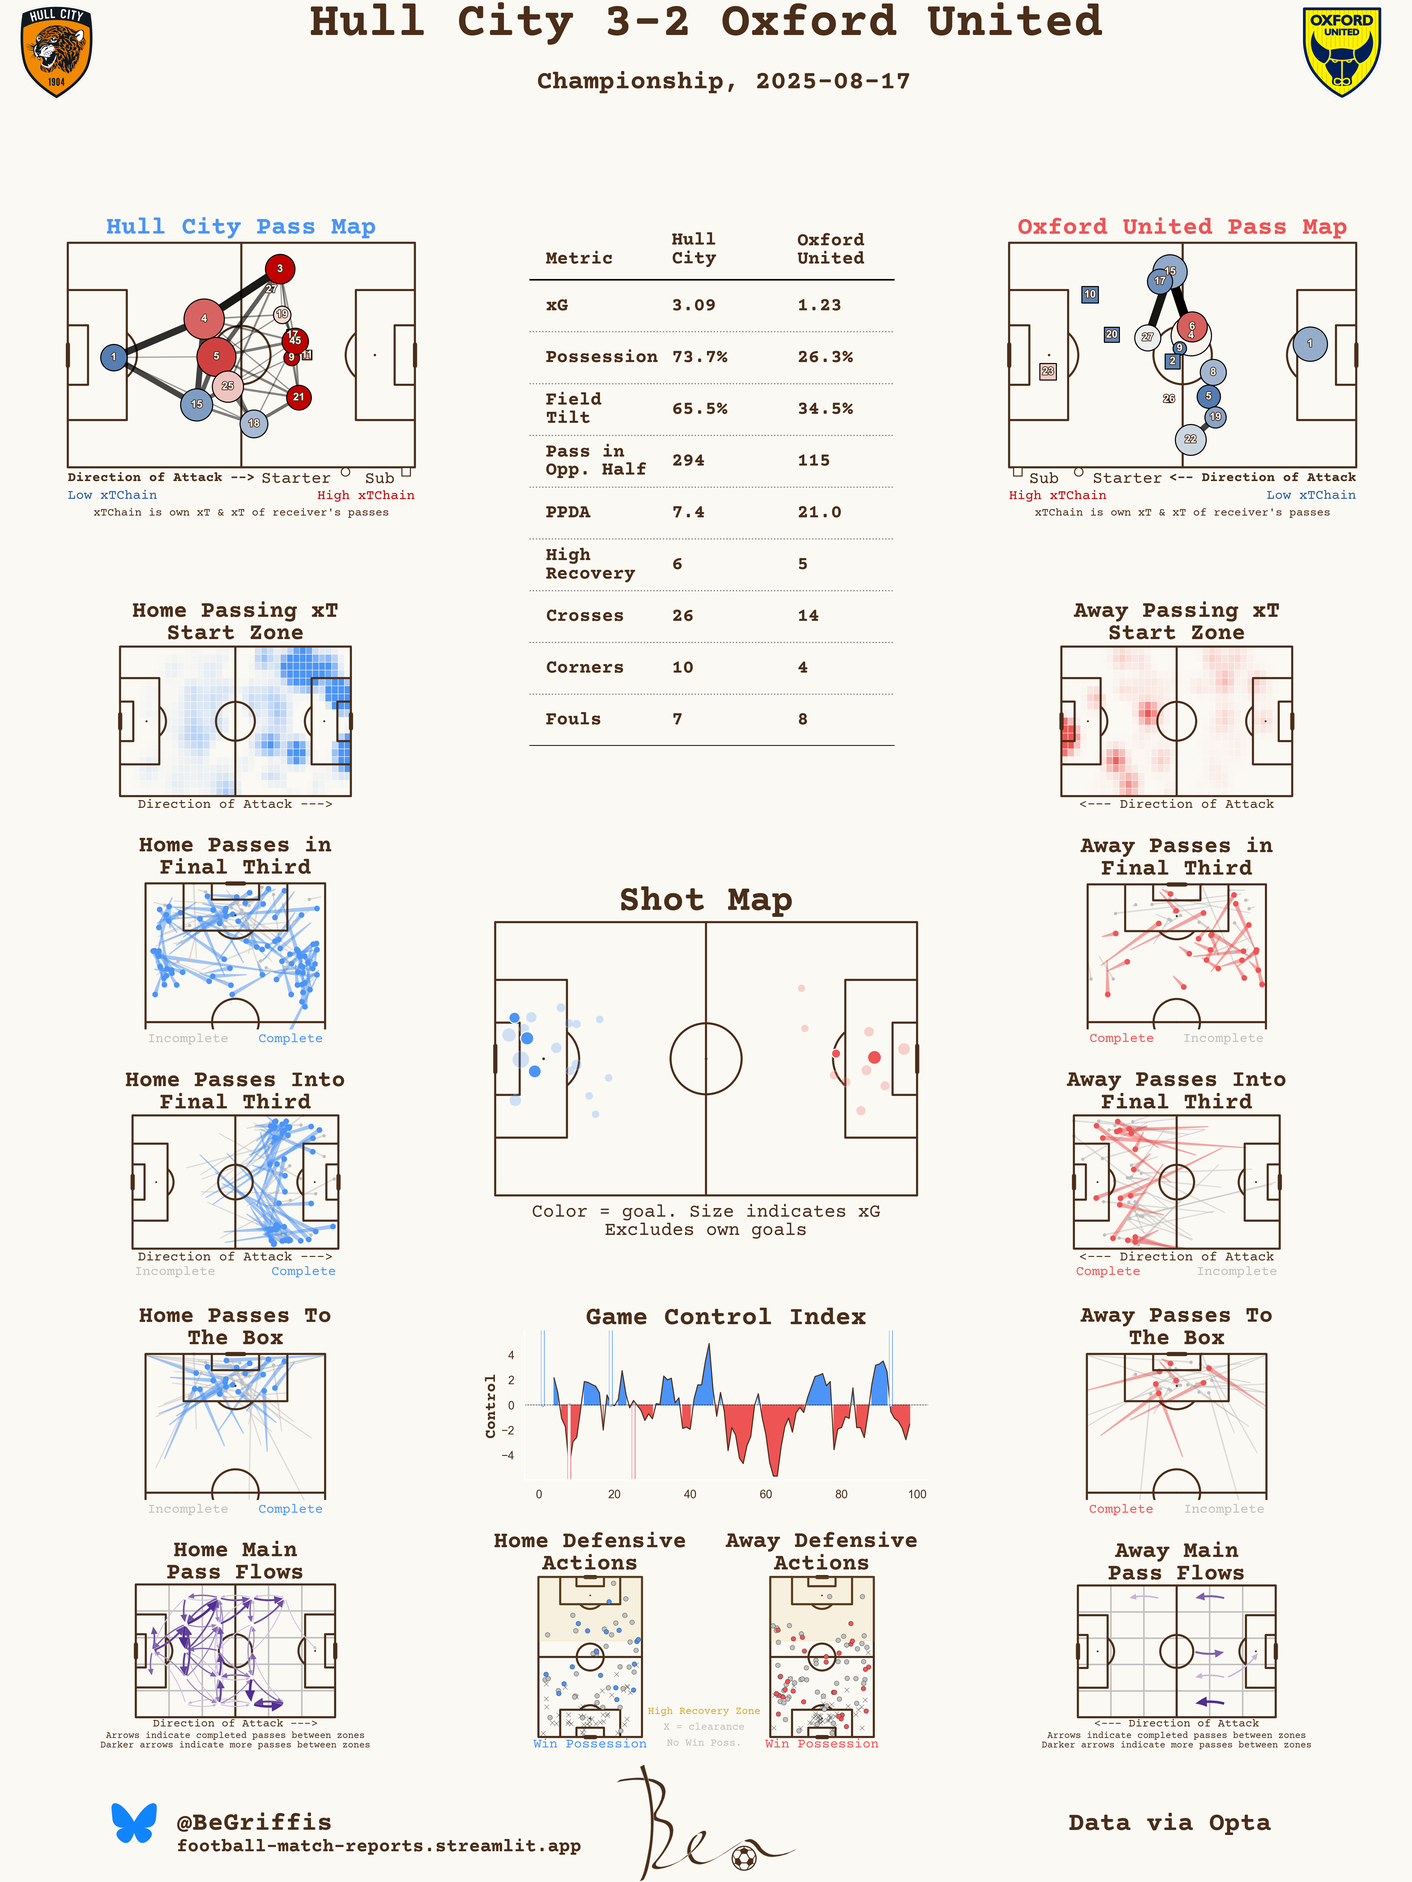 HULL CITY
1904
Hull City 3-2 Oxford United
Championship, 2025-08-17
OXFORD
UNITED
Hull City Pass Map
3
27
19
4
17
45
1
5
9
11
25
21
15
18
Direction of Attack --> Starter Sub
Low xTChain High xTChain
xTChain is own xT & xT of receiver's passes
Metric Hull City Oxford United
xG 3.09 1.23
Possession 73.7% 26.3%
Field Tilt 65.5% 34.5%
Pass in Opp. Half 294 115
PPDA 7.4 21.0
High Recovery 6 5
Crosses 26 14
Corners 10 4
Fouls 7 8
Oxford United Pass Map
15
17
10
6
20
27
4
1
9
2
23
8
26
5
19
22
Sub Starter <-- Direction of Attack
High xTChain Low xTChain
xTChain is own xT & xT of receiver's passes
Home Passing xT
Start Zone
Direction of Attack --->
Away Passing xT
Start Zone
<--- Direction of Attack
Home Passes in
Final Third
Incomplete Complete
Away Passes in
Final Third
Complete Incomplete
Shot Map
Color = goal. Size indicates xG
Excludes own goals
Home Passes Into
Final Third
Direction of Attack --->
Incomplete Complete
Away Passes Into
Final Third
<--- Direction of Attack
Complete Incomplete
Home Passes To
The Box
Incomplete Complete
Game Control Index
Control
4
2
0
−2
−4
0 20 40 60 80 100
Away Passes To
The Box
Complete Incomplete
Home Main
Pass Flows
Direction of Attack --->
Arrows indicate completed passes between zones
Darker arrows indicate more passes between zones
Home Defensive
Actions
Win Possession
High Recovery Zone
X = clearance
No Win Poss.
Away Defensive
Actions
Win Possession
Away Main
Pass Flows
<--- Direction of Attack
Arrows indicate completed passes between zones
Darker arrows indicate more passes between zones
@BeGriffis
football-match-reports.streamlit.app
Ben
Data via Opta